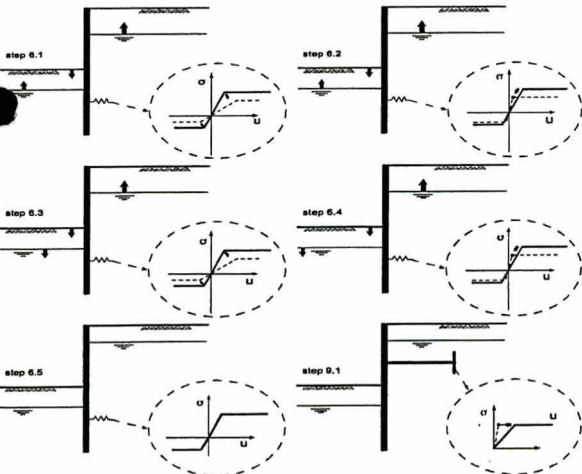 step 6.1
σ
u
step 6.2
σ
u
step 6.3
σ
u
step 6.4
σ
u
step 6.5
σ
u
step 9.1
σ
u